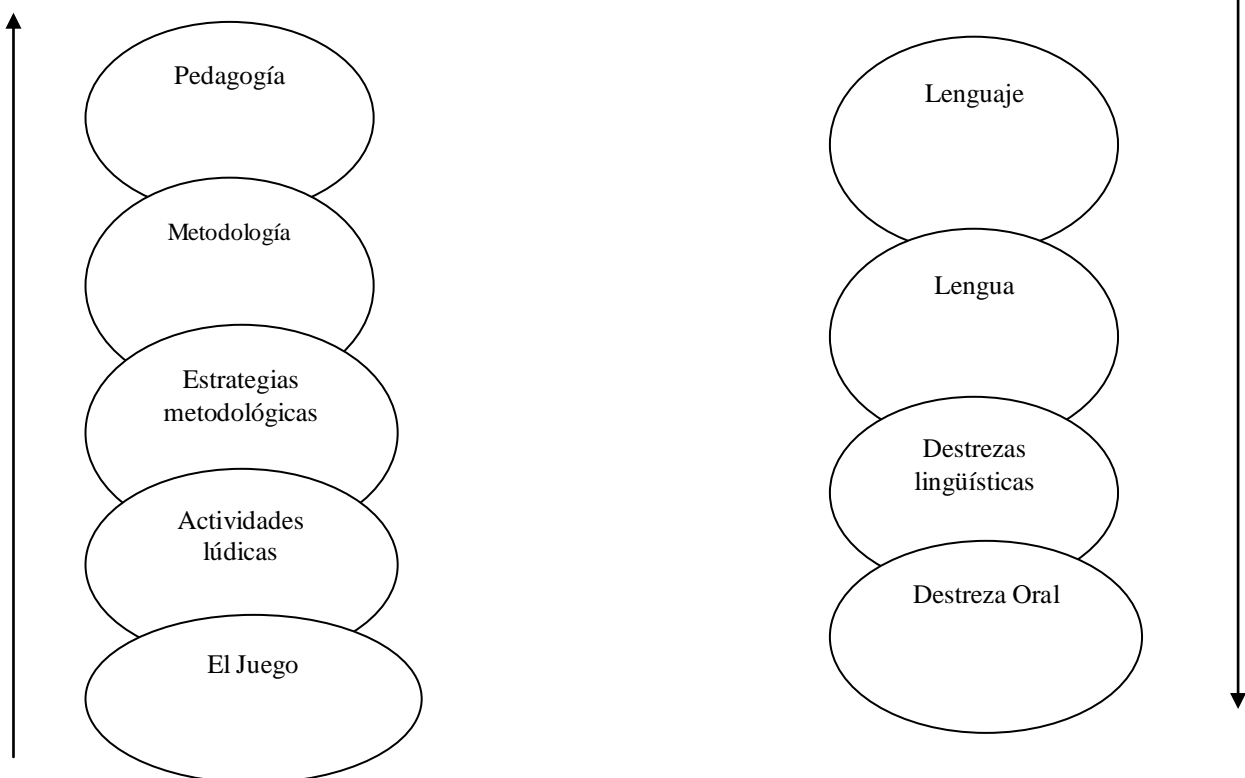 Pedagogía
Metodología
Estrategias
metodológicas
Actividades
lúdicas
El Juego
Lenguaje
Lengua
Destrezas
lingüísticas
Destreza Oral